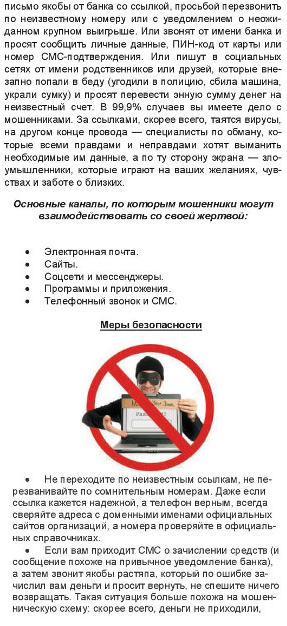 письмо якобы от банка со ссылкой, просьбой перезвонить
по неизвестному номеру или с уведомлением о неожи-
данном крупном выигрыше. Или звонят от имени банка и
просят сообщить личные данные, ПИН-код от карты или
номер СМС-подтверждения. Или пишут в социальных
сетях от имени родственников или друзей, которые вне-
запно попали в беду (угодили в полицию, сбила машина,
украли сумку) и просят перевести энную сумму денег на
неизвестный счет. В 99,9% случаев вы имеете дело с
мошенниками. За ссылками, скорее всего, таятся вирусы,
на другом конце провода — специалисты по обману, ко-
торые всеми правдами и неправдами хотят выманить
необходимые им данные, а по ту сторону экрана — зло-
умышленники, которые играют на ваших желаниях, чув-
ствах и заботе о близких.
Основные каналы, по которым мошенники могут
взаимодействовать со своей жертвой:
• Электронная почта.
• Сайты.
• Соцсети и мессенджеры.
• Программы и приложения.
• Телефонный звонок и СМС.
Меры безопасности
• Не переходите по неизвестным ссылкам, не пе-
резванивайте по сомнительным номерам. Даже если
ссылка кажется надежной, а телефон верным, всегда
сверяйте адреса с доменными именами официальных
сайтов организаций, а номера проверяйте в официаль-
ных справочниках.
• Если вам приходит СМС о зачислении средств (и
сообщение похоже на привычное уведомление банка),
а затем звонит якобы растяпа, который по ошибке за-
числил вам деньги и просит вернуть, не спешите ничего
возвращать. Такая ситуация больше похожа на мошен-
ническую схему: скорее всего, деньги не приходили,